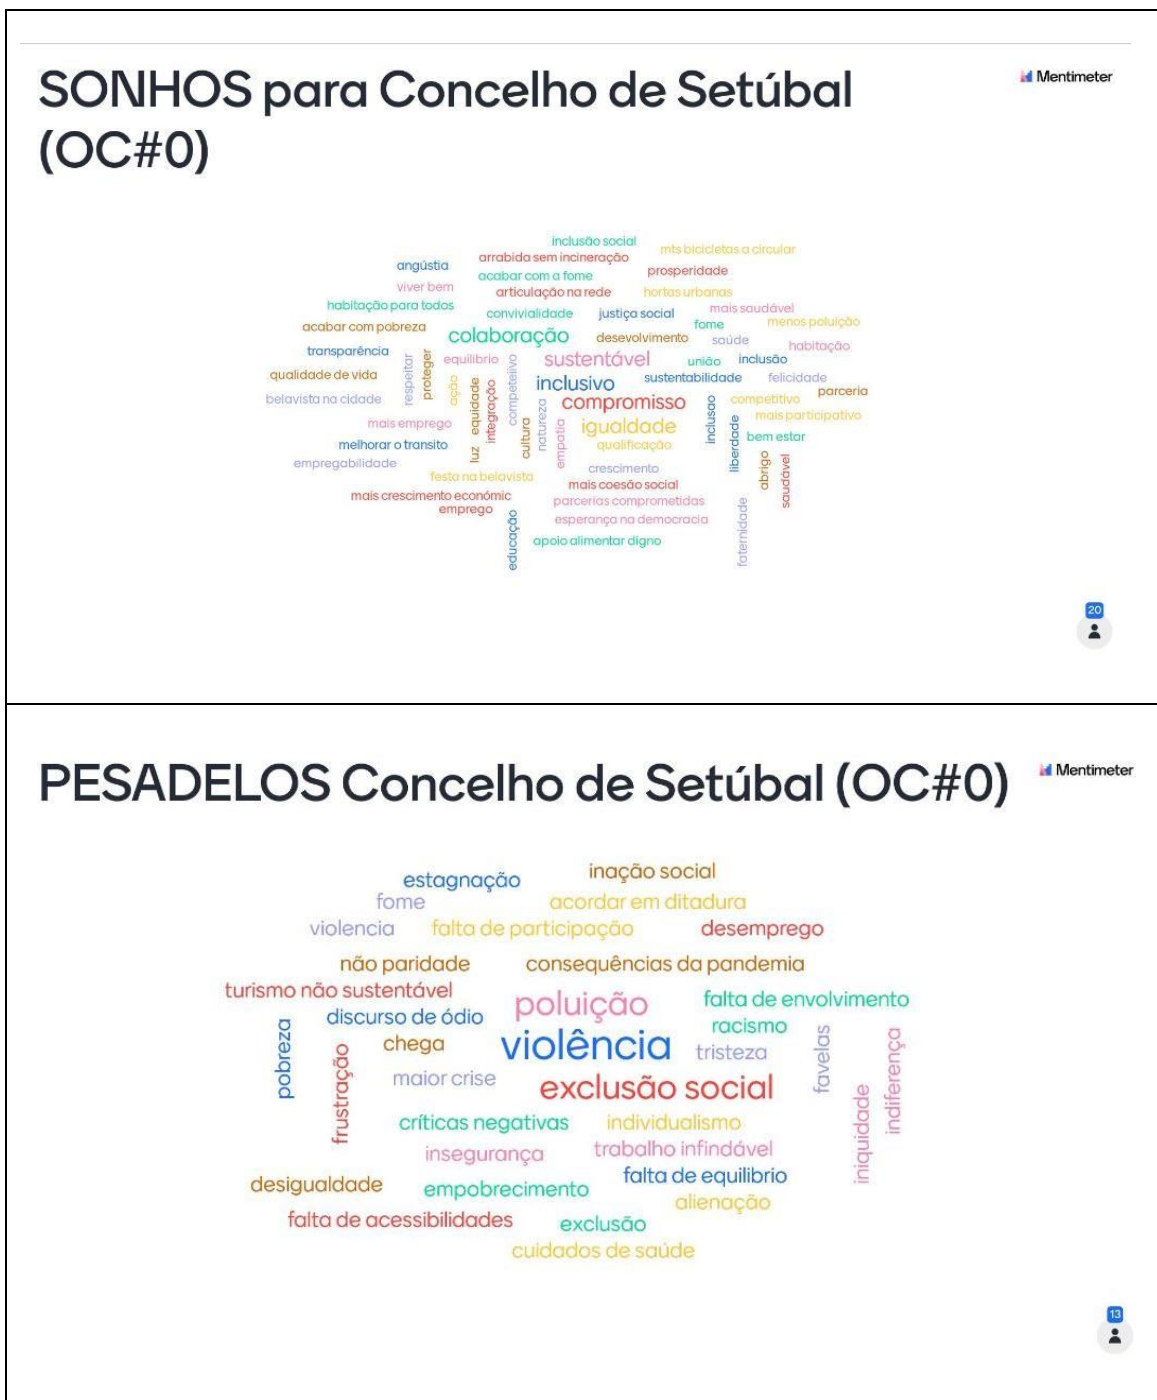 SONHOS para Concelho de Setúbal
(OC#0)
Mentimeter
inclusão social
mts bicicletas a circular
arrabida sem incineração
angústia
acabar com a fome
prosperidade
viver bem
articulação na rede
hortas urbanas
habitação para todos
convivialidade
justiça social
mais saudável
acabar com pobreza
colaboração
desevolvimento
fome
menos poluição
saúde
transparência
equilibrio
sustentável
união
inclusão
habitação
qualidade de vida
respeitar
proteger
ação
equidade
integração
competeiivo
inclusivo
sustentabilidade
felicidade
belavista na cidade
compromisso
competitivo
parceria
mais emprego
luz
cultura
natureza
empatia
igualdade
inclusao
liberdade
mais participativo
melhorar o transito
qualificação
bem estar
empregabilidade
festa na belavista
crescimento
abrigo
saudável
mais crescimento económic
mais coesão social
emprego
parcerias comprometidas
educação
esperança na democracia
faternidade
apoio alimentar digno
20
PESADELOS Concelho de Setúbal (OC#0)
Mentimeter
inação social
estagnação
fome
acordar em ditadura
violencia
falta de participação
desemprego
não paridade
consequências da pandemia
turismo não sustentável
poluição
falta de envolvimento
discurso de ódio
racismo
pobreza
frustração
chega
violência
tristeza
favelas
indiferença
maior crise
exclusão social
iniquidade
críticas negativas
individualismo
insegurança
trabalho infindável
desigualdade
empobrecimento
falta de equilibrio
alienação
falta de acessibilidades
exclusão
cuidados de saúde
13